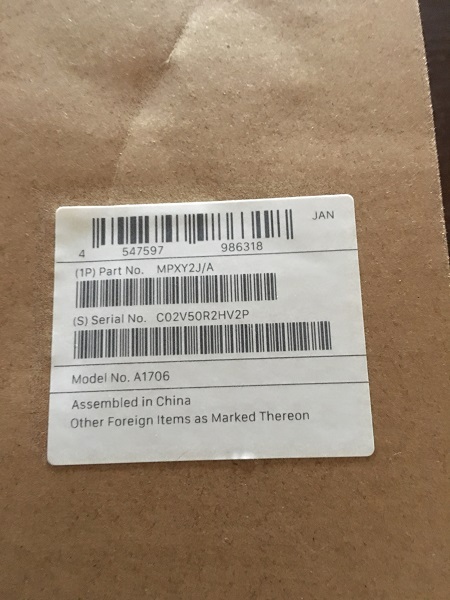 JAN
4 547597 986318
(1P) Part No. MPXY2J/A
(S) Serial No. C02V50R2HV2P
Model No. A1706
Assembled in China
Other Foreign Items as Marked Thereon